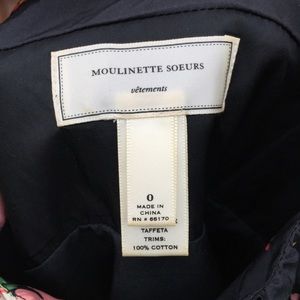 MOULINETTE SOEURS
vêtements
0
MADE IN
CHINA
RN # 66170
TAFFETA
TRIMS:
100% COTTON